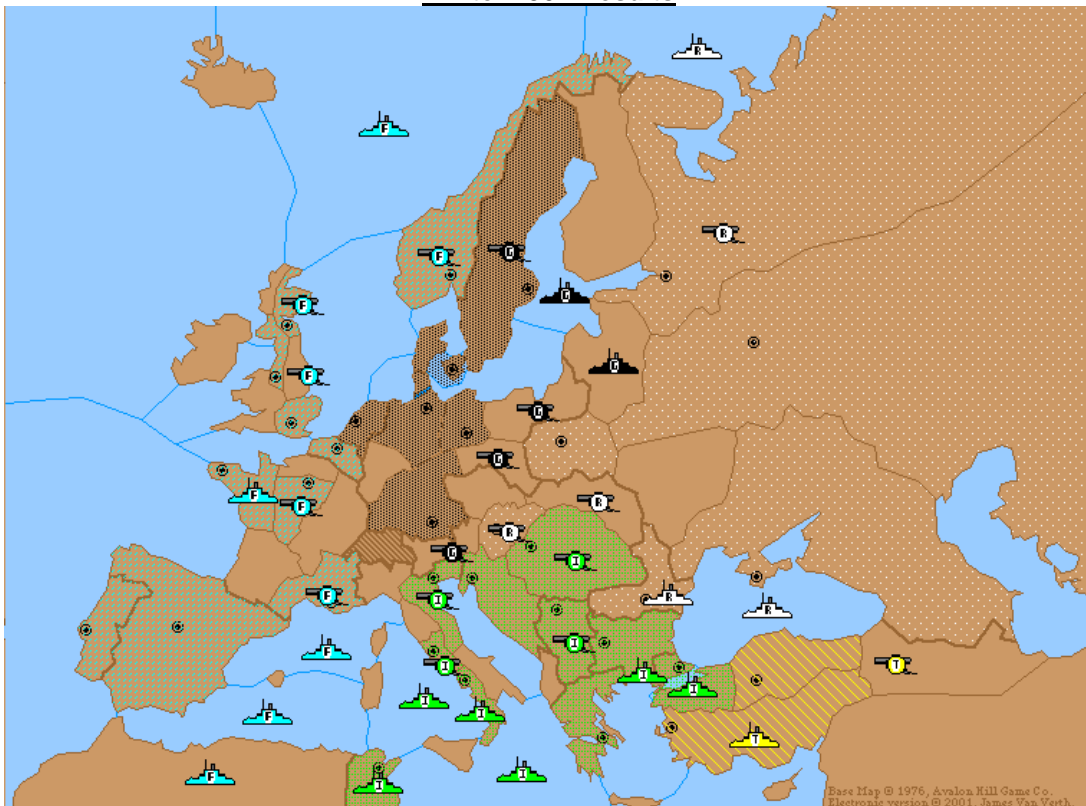 R
F
R
F G
G
F
G
F
G
G
F F R
R
G I
F I R R
I
F I T
I I
F I I
T
F I I
Base Map © 1976, Avalon Hill Game Co.
Electronic version © 2001, James Van Verth